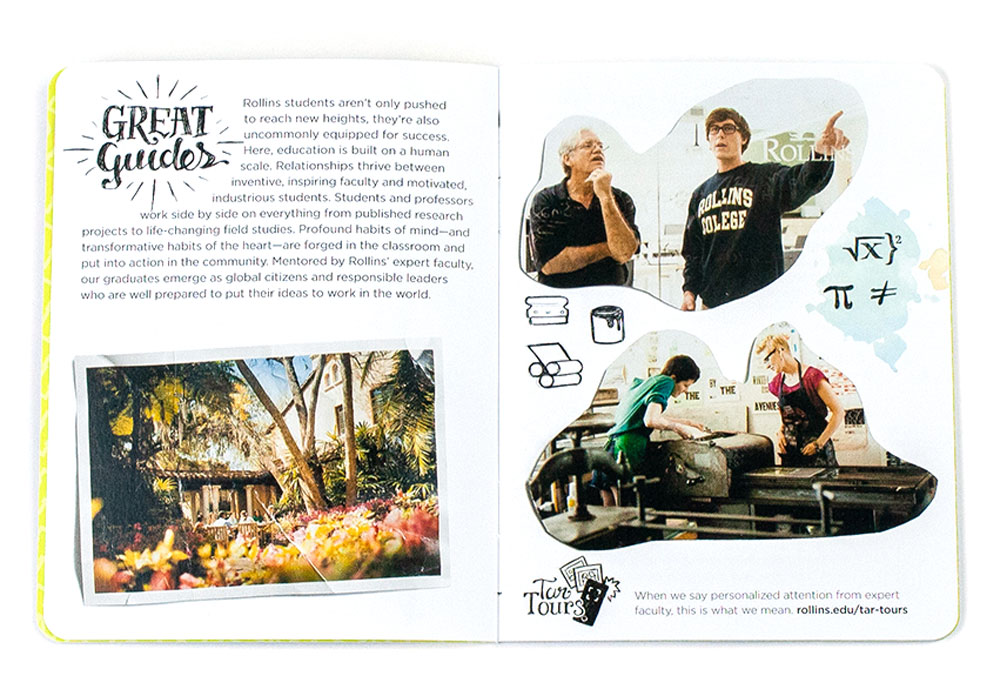 GREAT
Guides
Rollins students aren't only pushed
to reach new heights, they're also
uncommonly equipped for success.
Here, education is built on a human
scale. Relationships thrive between
inventive, inspiring faculty and motivated,
industrious students. Students and professors
work side by side on everything from published research
projects to life-changing field studies. Profound habits of mind—and
transformative habits of the heart—are forged in the classroom and
put into action in the community. Mentored by Rollins' expert faculty,
our graduates emerge as global citizens and responsible leaders
who are well prepared to put their ideas to work in the world.
ROLLINS
ROLLINS
COLEGE
√x}²
π ≠
BY THE
THE
AVENUE
Tar
Tours
When we say personalized attention from expert
faculty, this is what we mean. rollins.edu/tar-tours